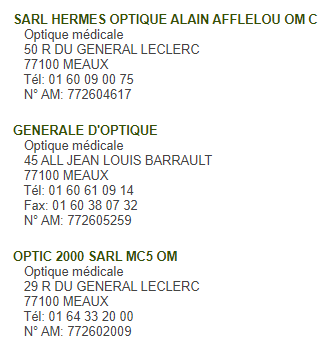 SARL HERMES OPTIQUE ALAIN AFFLELOU OM C
Optique médicale
50 R DU GENERAL LECLERC
77100 MEAUX
Tél: 01 60 09 00 75
N° AM: 772604617
GENERALE D'OPTIQUE
Optique médicale
45 ALL JEAN LOUIS BARRAULT
77100 MEAUX
Tél: 01 60 61 09 14
Fax: 01 60 38 07 32
N° AM: 772605259
OPTIC 2000 SARL MC5 OM
Optique médicale
29 R DU GENERAL LECLERC
77100 MEAUX
Tél: 01 64 33 20 00
N° AM: 772602009